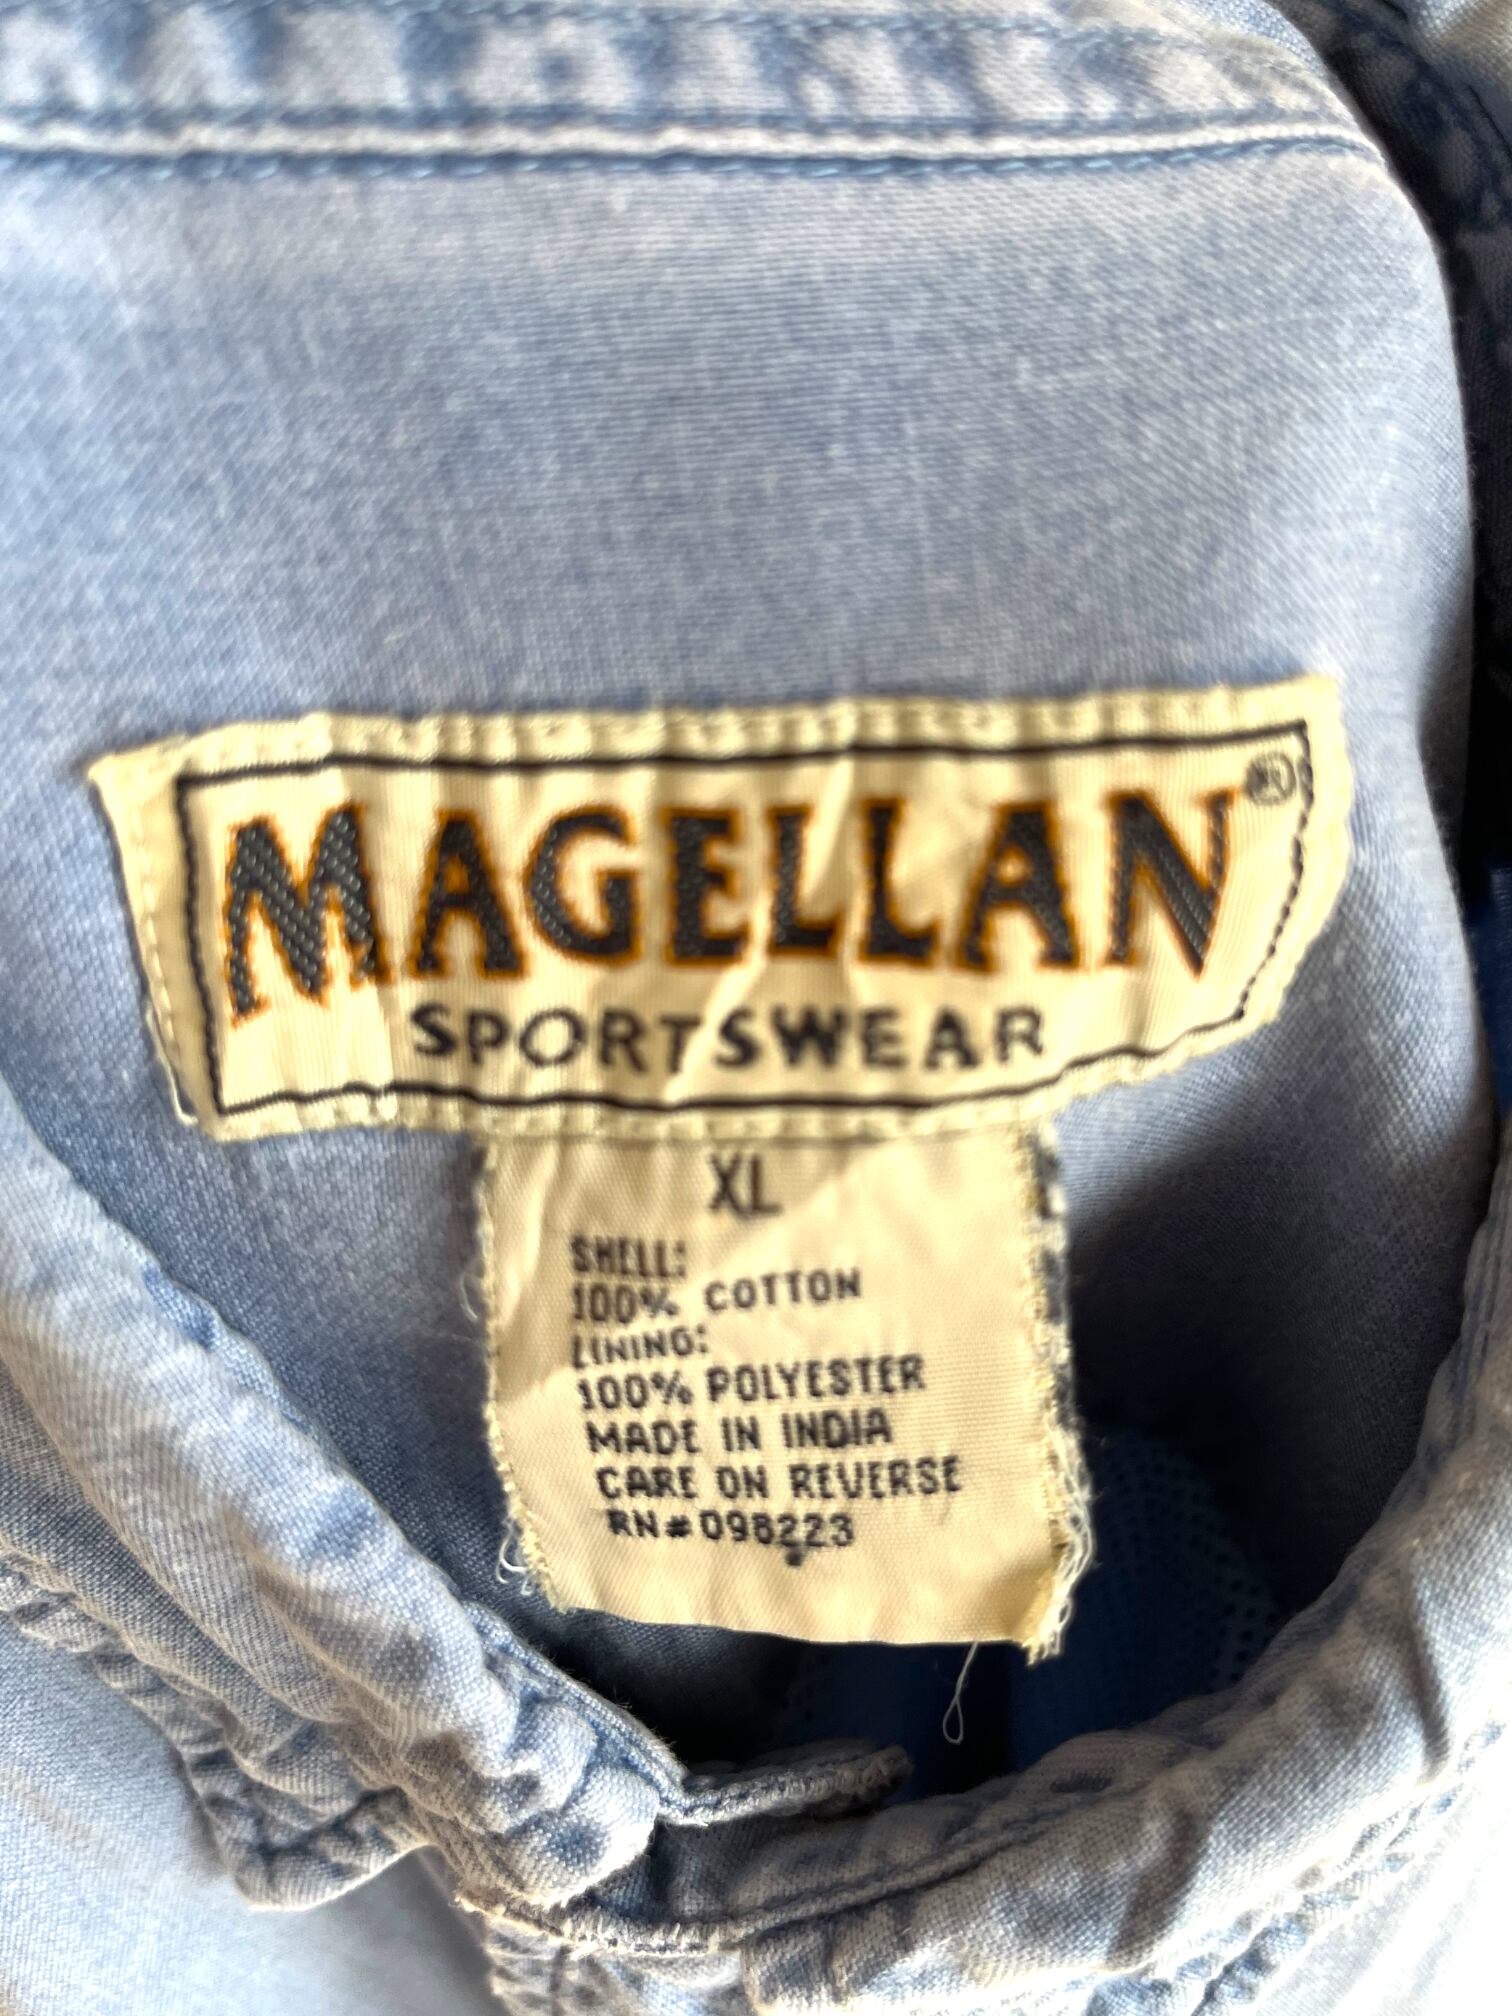 MAGELLAN®
SPORTSWEAR
XL
SHELL:
100% COTTON
LINING:
100% POLYESTER
MADE IN INDIA
CARE ON REVERSE
RN#098223